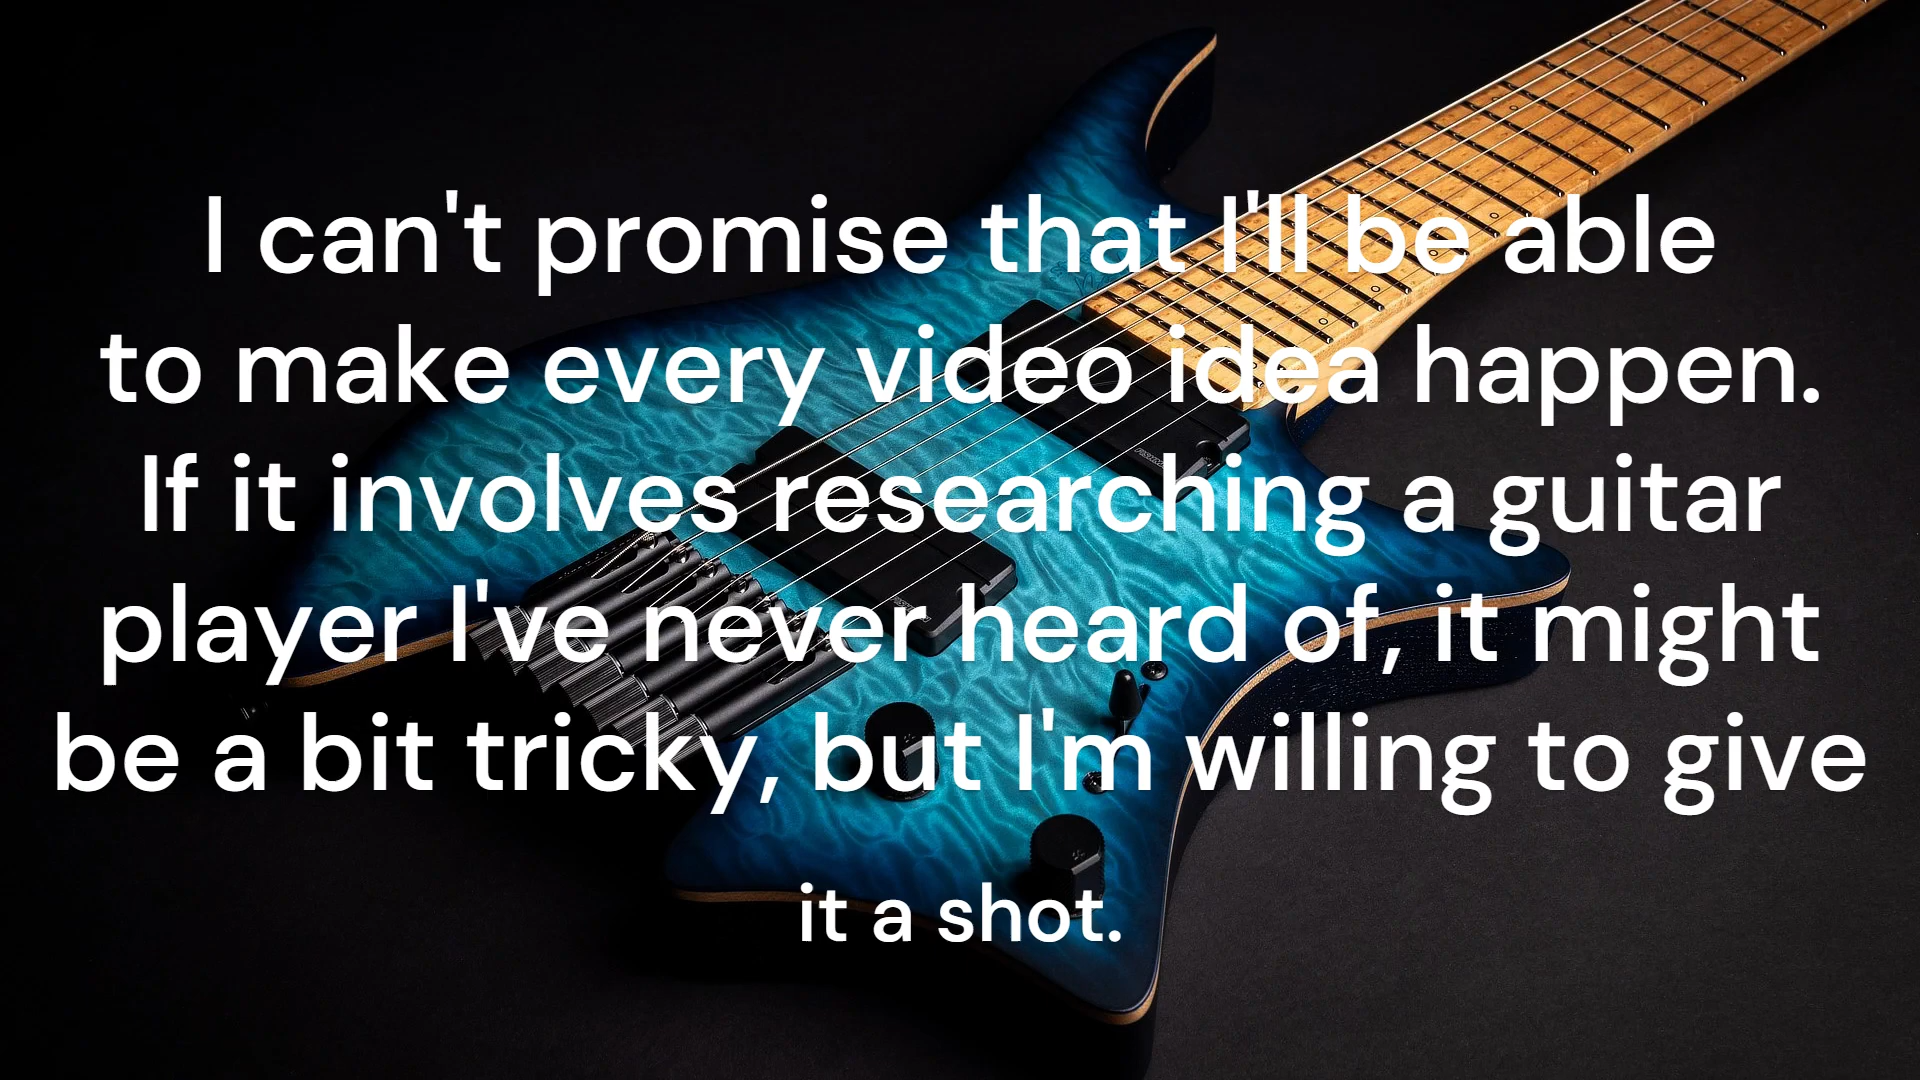 I can't promise that I'll be able
to make every video idea happen.
If it involves researching a guitar
player I've never heard of, it might
be a bit tricky, but I'm willing to give
it a shot.